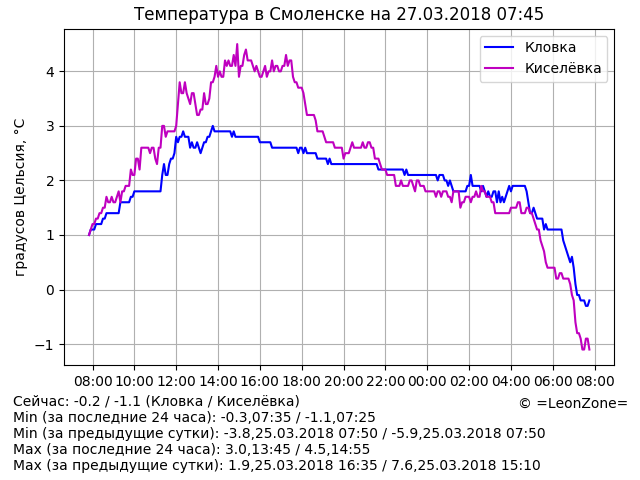 Температура в Смоленске на 27.03.2018 07:45
Кловка
Киселёвка
градусов Цельсия, °C
4
3
2
1
0
−1
08:00 10:00 12:00 14:00 16:00 18:00 20:00 22:00 00:00 02:00 04:00 06:00 08:00
Сейчас: -0.2 / -1.1 (Кловка / Киселёвка)
© =LeonZone=
Min (за последние 24 часа): -0.3,07:35 / -1.1,07:25
Min (за предыдущие сутки): -3.8,25.03.2018 07:50 / -5.9,25.03.2018 07:50
Max (за последние 24 часа): 3.0,13:45 / 4.5,14:55
Max (за предыдущие сутки): 1.9,25.03.2018 16:35 / 7.6,25.03.2018 15:10